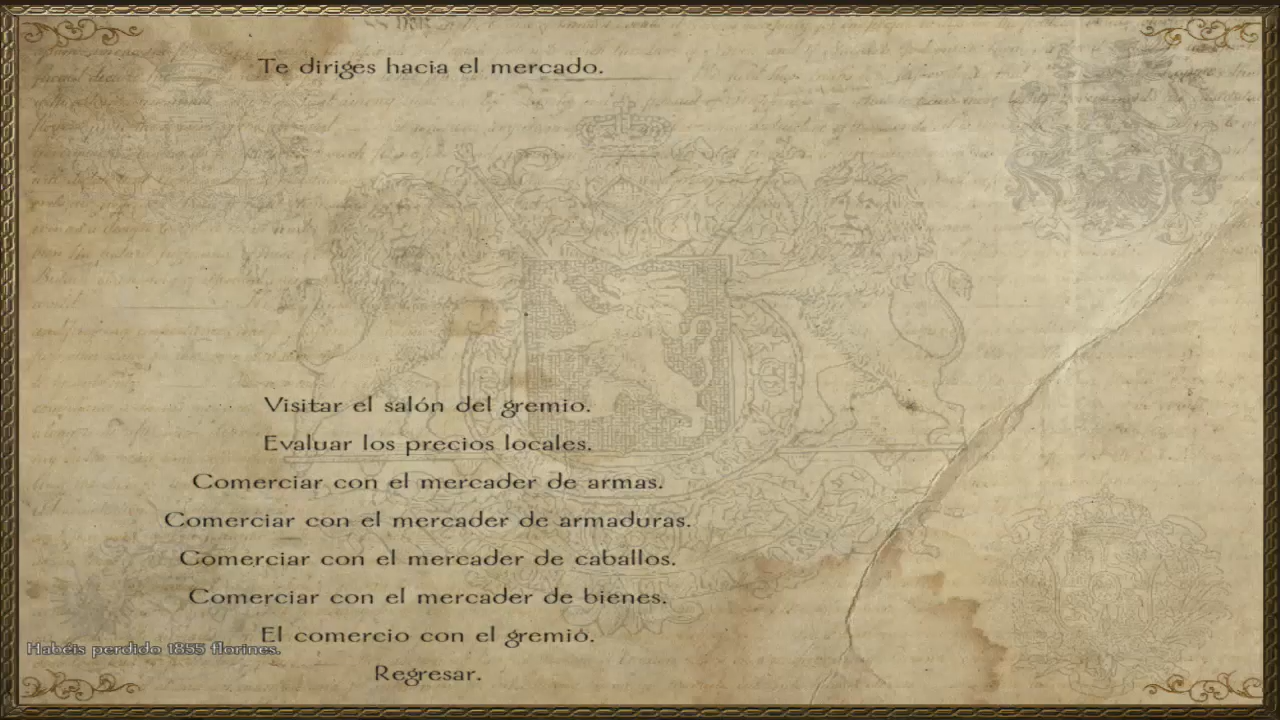 Te diriges hacia el mercado.
Visitar el salón del gremio.
Evaluar los precios locales.
Comerciar con el mercader de armas.
Comerciar con el mercader de armaduras.
Comerciar con el mercader de caballos.
Comerciar con el mercader de bienes.
El comercio con el gremio.
Habéis perdido 1855 florines.
Regresar.